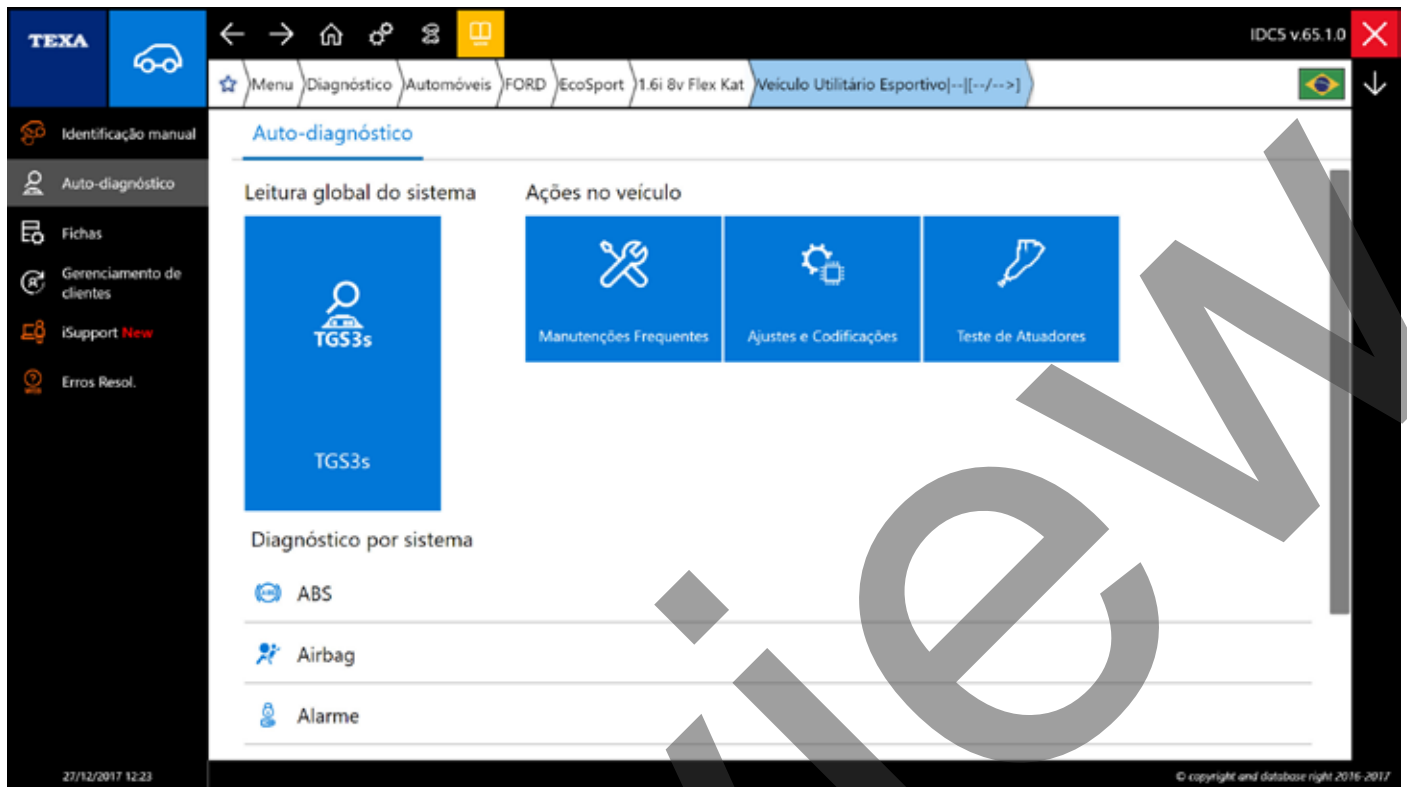 TEXA
IDC5 v.65.1.0
Menu
Diagnóstico
Automóveis
FORD
EcoSport
1.6i 8v Flex Kat
Veículo Utilitário Esportivo|--|[--/-->]
Identificação manual
Auto-diagnóstico
Fichas
Gerenciamento de
clientes
iSupport New
Erros Resol.
Auto-diagnóstico
Leitura global do sistema
Ações no veículo
TGS3s
TGS3s
Manutenções Frequentes
Ajustes e Codificações
Teste de Atuadores
Diagnóstico por sistema
ABS
ABS
Airbag
Alarme
27/12/2017 12:23
© copyright and database right 2016-2017
view